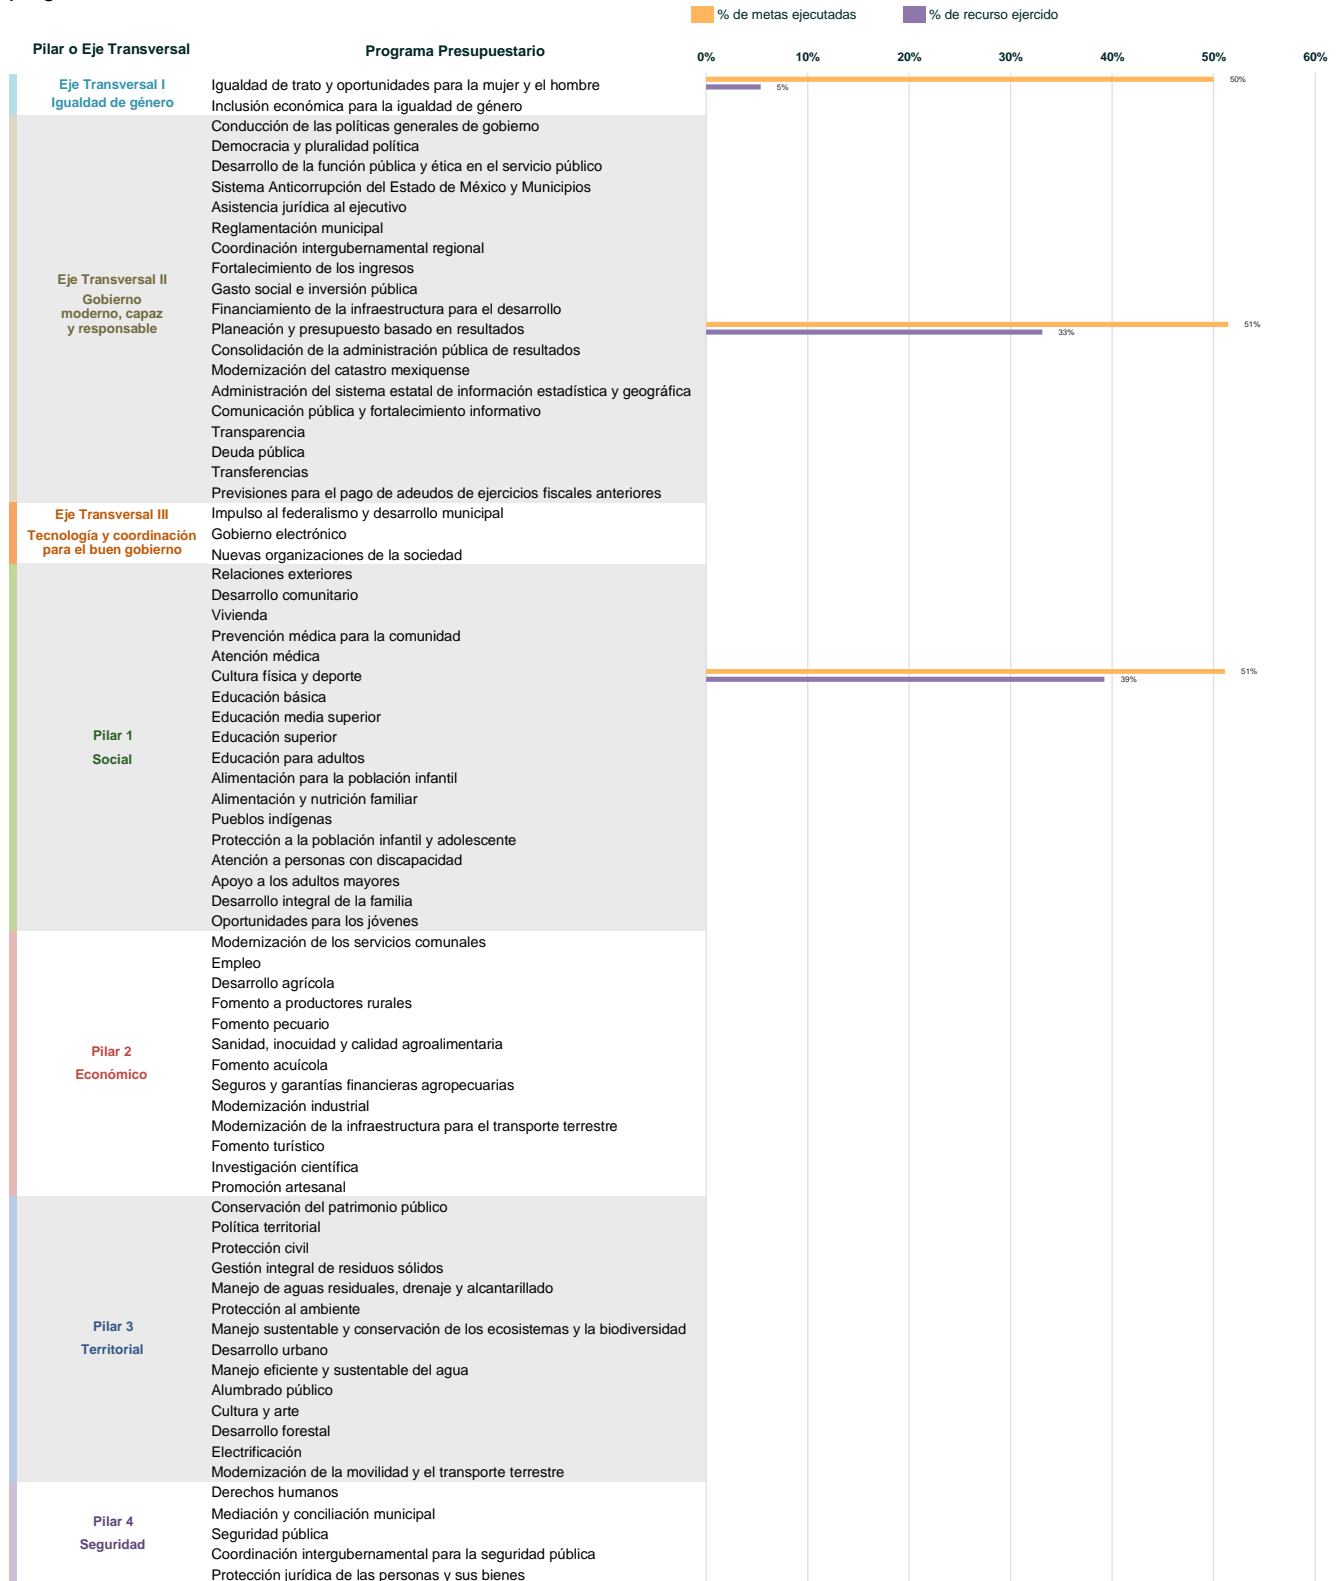 % de metas ejecutadas
% de recurso ejercido
Pilar o Eje Transversal
Programa Presupuestario
0%
10%
20%
30%
40%
50%
60%
Eje Transversal I
Igualdad de género
Igualdad de trato y oportunidades para la mujer y el hombre
50%
5%
Inclusión económica para la igualdad de género
Eje Transversal II
Gobierno
moderno, capaz
y responsable
Conducción de las políticas generales de gobierno
Democracia y pluralidad política
Desarrollo de la función pública y ética en el servicio público
Sistema Anticorrupción del Estado de México y Municipios
Asistencia jurídica al ejecutivo
Reglamentación municipal
Coordinación intergubernamental regional
Fortalecimiento de los ingresos
Gasto social e inversión pública
Financiamiento de la infraestructura para el desarrollo
Planeación y presupuesto basado en resultados
51%
33%
Consolidación de la administración pública de resultados
Modernización del catastro mexiquense
Administración del sistema estatal de información estadística y geográfica
Comunicación pública y fortalecimiento informativo
Transparencia
Deuda pública
Transferencias
Previsiones para el pago de adeudos de ejercicios fiscales anteriores
Eje Transversal III
Tecnología y coordinación
para el buen gobierno
Impulso al federalismo y desarrollo municipal
Gobierno electrónico
Nuevas organizaciones de la sociedad
Pilar 1
Social
Relaciones exteriores
Desarrollo comunitario
Vivienda
Prevención médica para la comunidad
Atención médica
Cultura física y deporte
51%
39%
Educación básica
Educación media superior
Educación superior
Educación para adultos
Alimentación para la población infantil
Alimentación y nutrición familiar
Pueblos indígenas
Protección a la población infantil y adolescente
Atención a personas con discapacidad
Apoyo a los adultos mayores
Desarrollo integral de la familia
Oportunidades para los jóvenes
Pilar 2
Económico
Modernización de los servicios comunales
Empleo
Desarrollo agrícola
Fomento a productores rurales
Fomento pecuario
Sanidad, inocuidad y calidad agroalimentaria
Fomento acuícola
Seguros y garantías financieras agropecuarias
Modernización industrial
Modernización de la infraestructura para el transporte terrestre
Fomento turístico
Investigación científica
Promoción artesanal
Pilar 3
Territorial
Conservación del patrimonio público
Política territorial
Protección civil
Gestión integral de residuos sólidos
Manejo de aguas residuales, drenaje y alcantarillado
Protección al ambiente
Manejo sustentable y conservación de los ecosistemas y la biodiversidad
Desarrollo urbano
Manejo eficiente y sustentable del agua
Alumbrado público
Cultura y arte
Desarrollo forestal
Electrificación
Modernización de la movilidad y el transporte terrestre
Pilar 4
Seguridad
Derechos humanos
Mediación y conciliación municipal
Seguridad pública
Coordinación intergubernamental para la seguridad pública
Protección jurídica de las personas y sus bienes